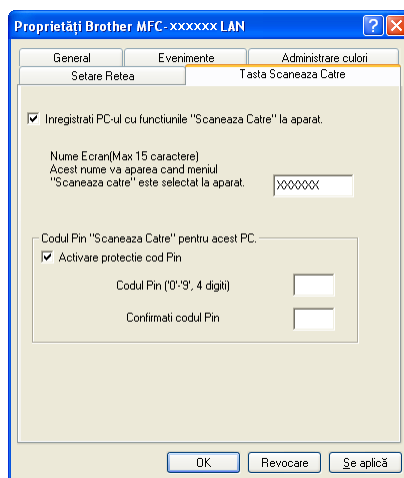 Proprietăți Brother MFC-xxxxxx LAN
General Evenimente Administrare culori
Setare Retea Tasta Scaneaza Catre
Inregistrati PC-ul cu functiunile "Scaneaza Catre" la aparat.
Nume Ecran(Max 15 caractere)
Acest nume va aparea cand meniul
"Scaneaza catre" este selectat la aparat.
XXXXXX
Codul Pin "Scaneaza Catre" pentru acest PC.
Activare protectie cod Pin
Codul Pin ('0'-'9', 4 digiti)
Confirmati codul Pin
OK Revocare Se aplică